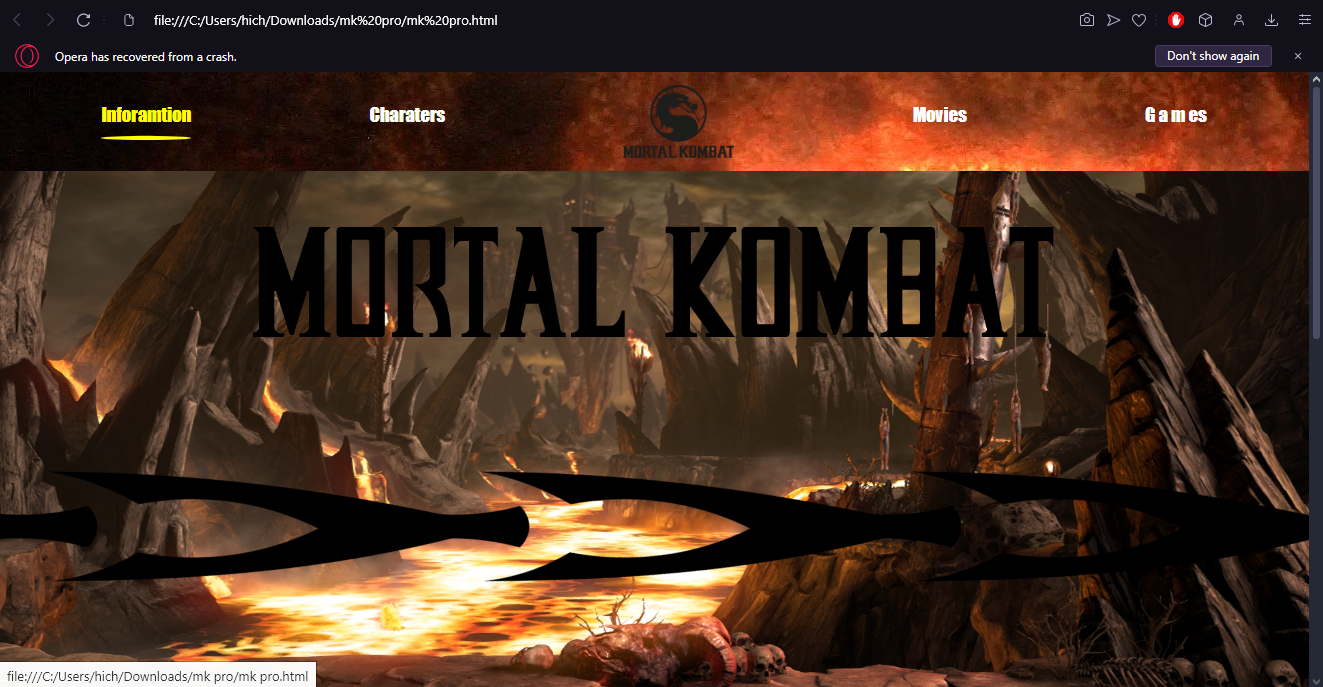 file:///C:/Users/hich/Downloads/mk%20pro/mk%20pro.html
Opera has recovered from a crash.
Don't show again
Inforamtion
Charaters
MORTAL KOMBAT
Movies
G a m es
MORTAL KOMBAT
file:///C:/Users/hich/Downloads/mk pro/mk pro.html